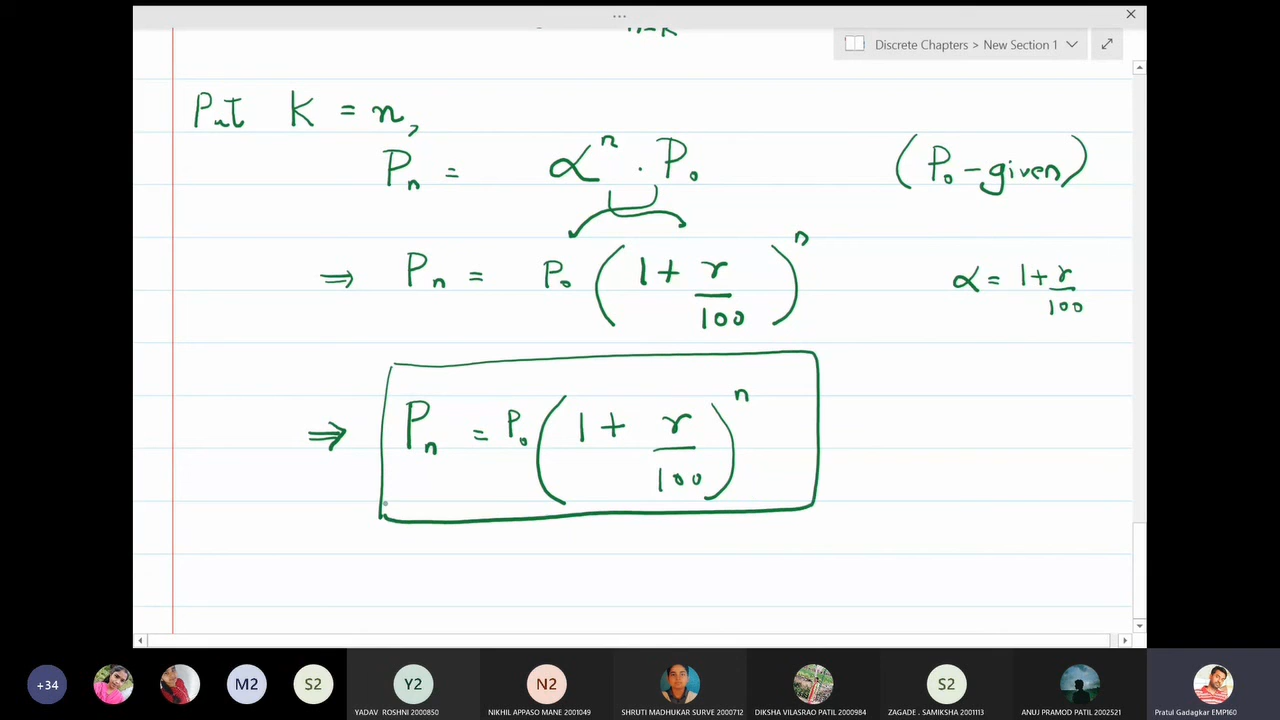 n-k
Discrete Chapters > New Section 1
Put K = n,
Pn = α^n · P₀ (P₀ - given)
⇒ Pn = P₀ (1 + r/100)^n α = 1 + r/100
⇒ Pn = P₀ (1 + r/100)^n
+34
M2
S2
Y2
N2
S2
YADAV . ROSHNI 2000850
NIKHIL APPASO MANE 2001049
SHRUTI MADHUKAR SURVE 2000712
DIKSHA VILASRAO PATIL 2000984
ZAGADE . SAMIKSHA 2001113
ANUJ PRAMOD PATIL 2002521
Pratul Gadagkar EMP160